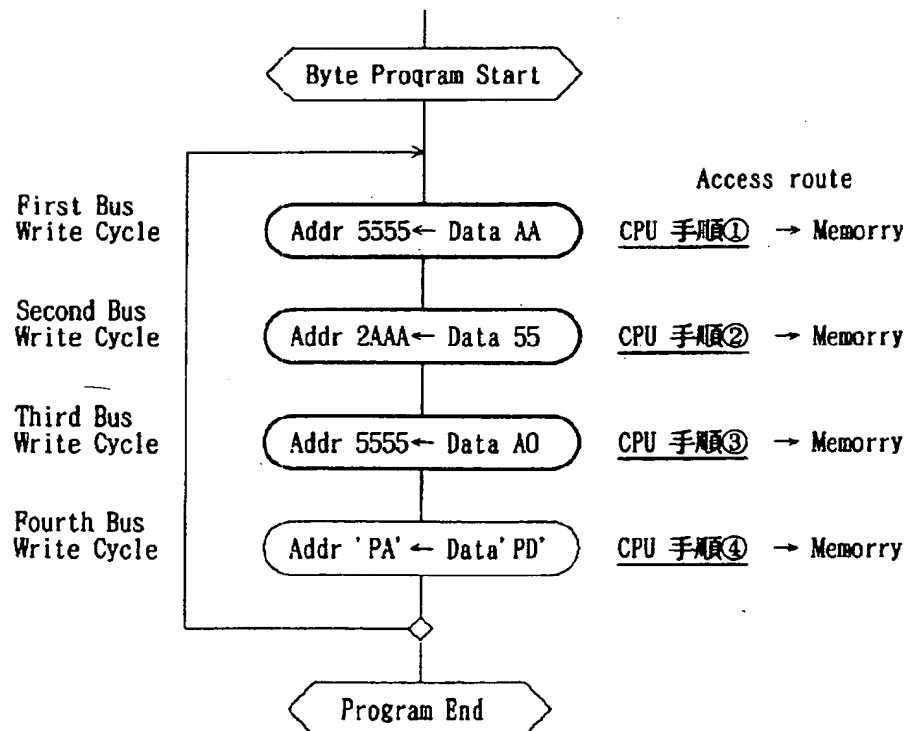 Byte Program Start
Access route
First Bus
Write Cycle
Addr 5555← Data AA
CPU 手順① → Memorry
Second Bus
Write Cycle
Addr 2AAA← Data 55
CPU 手順② → Memorry
Third Bus
Write Cycle
Addr 5555← Data A0
CPU 手順③ → Memorry
Fourth Bus
Write Cycle
Addr 'PA' ← Data'PD'
CPU 手順④ → Memorry
Program End